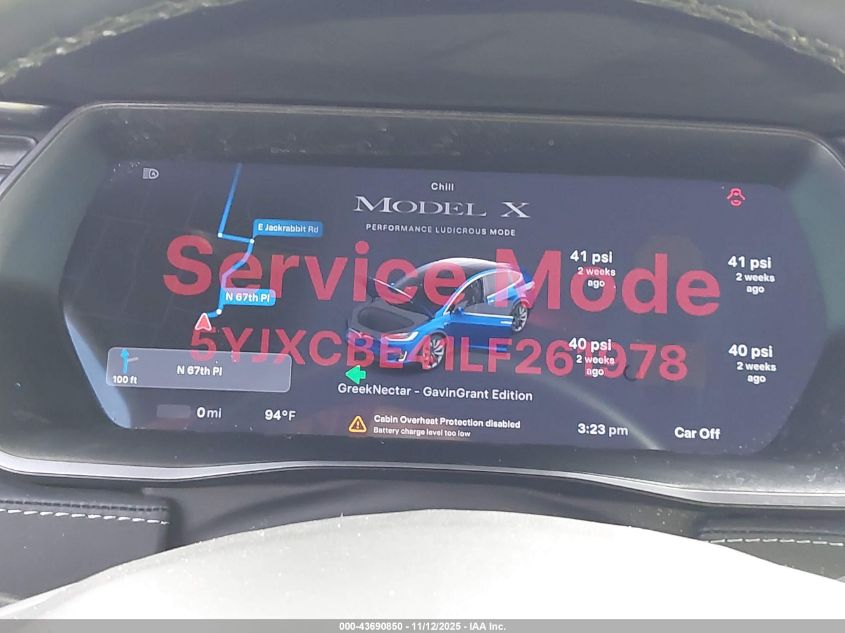 Chill
MODEL X
PERFORMANCE LUDICROUS MODE
E Jackrabbit Rd
Service Mode
41 psi
2 weeks
ago
41 psi
2 weeks
ago
N 67th Pl
5YJXCBE41LF261978
40 psi
2 weeks
ago
40 psi
2 weeks
ago
100 ft
N 67th Pl
GreekNectar - GavinGrant Edition
0 mi
94°F
Cabin Overheat Protection disabled
Battery charge level too low
3:23 pm
Car Off
000-43690850 - 11/12/2025 - IAA Inc.